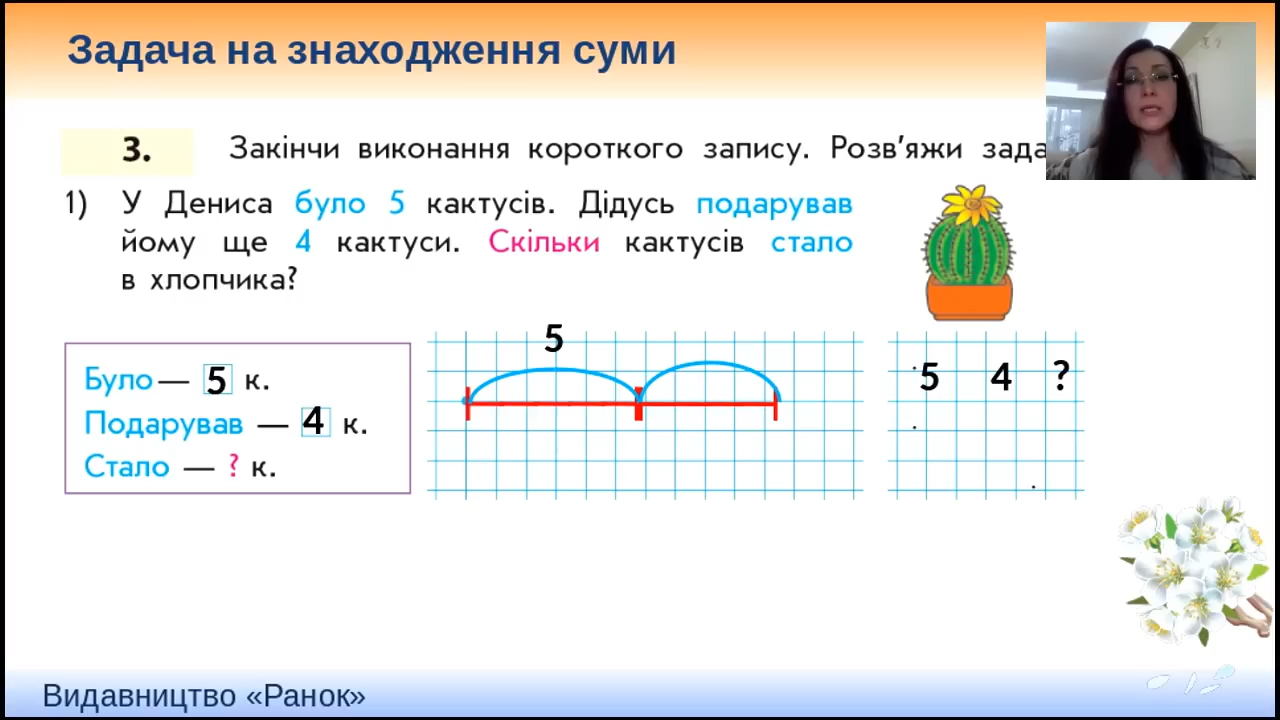 Задача на знаходження суми
3. Закінчи виконання короткого запису. Розв’яжи зада
1) У Дениса було 5 кактусів. Дідусь подарував
йому ще 4 кактуси. Скільки кактусів стало
в хлопчика?
Було — 5 к.
Подарував — 4 к.
Стало — ? к.
5
5 4 ?
Видавництво «Ранок»